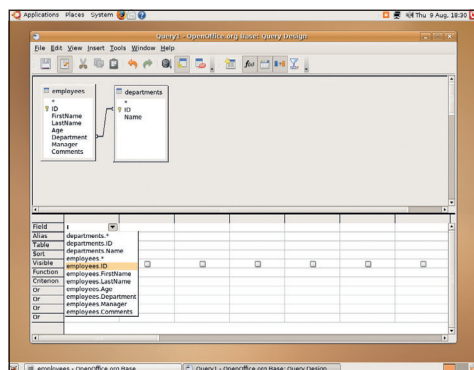 Applications Places System Thu 9 Aug, 18:30
Query1 - OpenOffice.org Base: Query Design
File Edit View Insert Tools Window Help
employees
*
ID
FirstName
LastName
Age
Department
Manager
Comments
departments
*
ID
Name
Field
Alias
Table
Sort
Visible
Function
Criterion
Or
Or
Or
Or
departments.*
departments.ID
departments.Name
employees.*
employees.ID
employees.FirstName
employees.LastName
employees.Age
employees.Department
employees.Manager
employees.Comments
employees - OpenOffice.org Base
Query1 - OpenOffice.org Base: Query Design